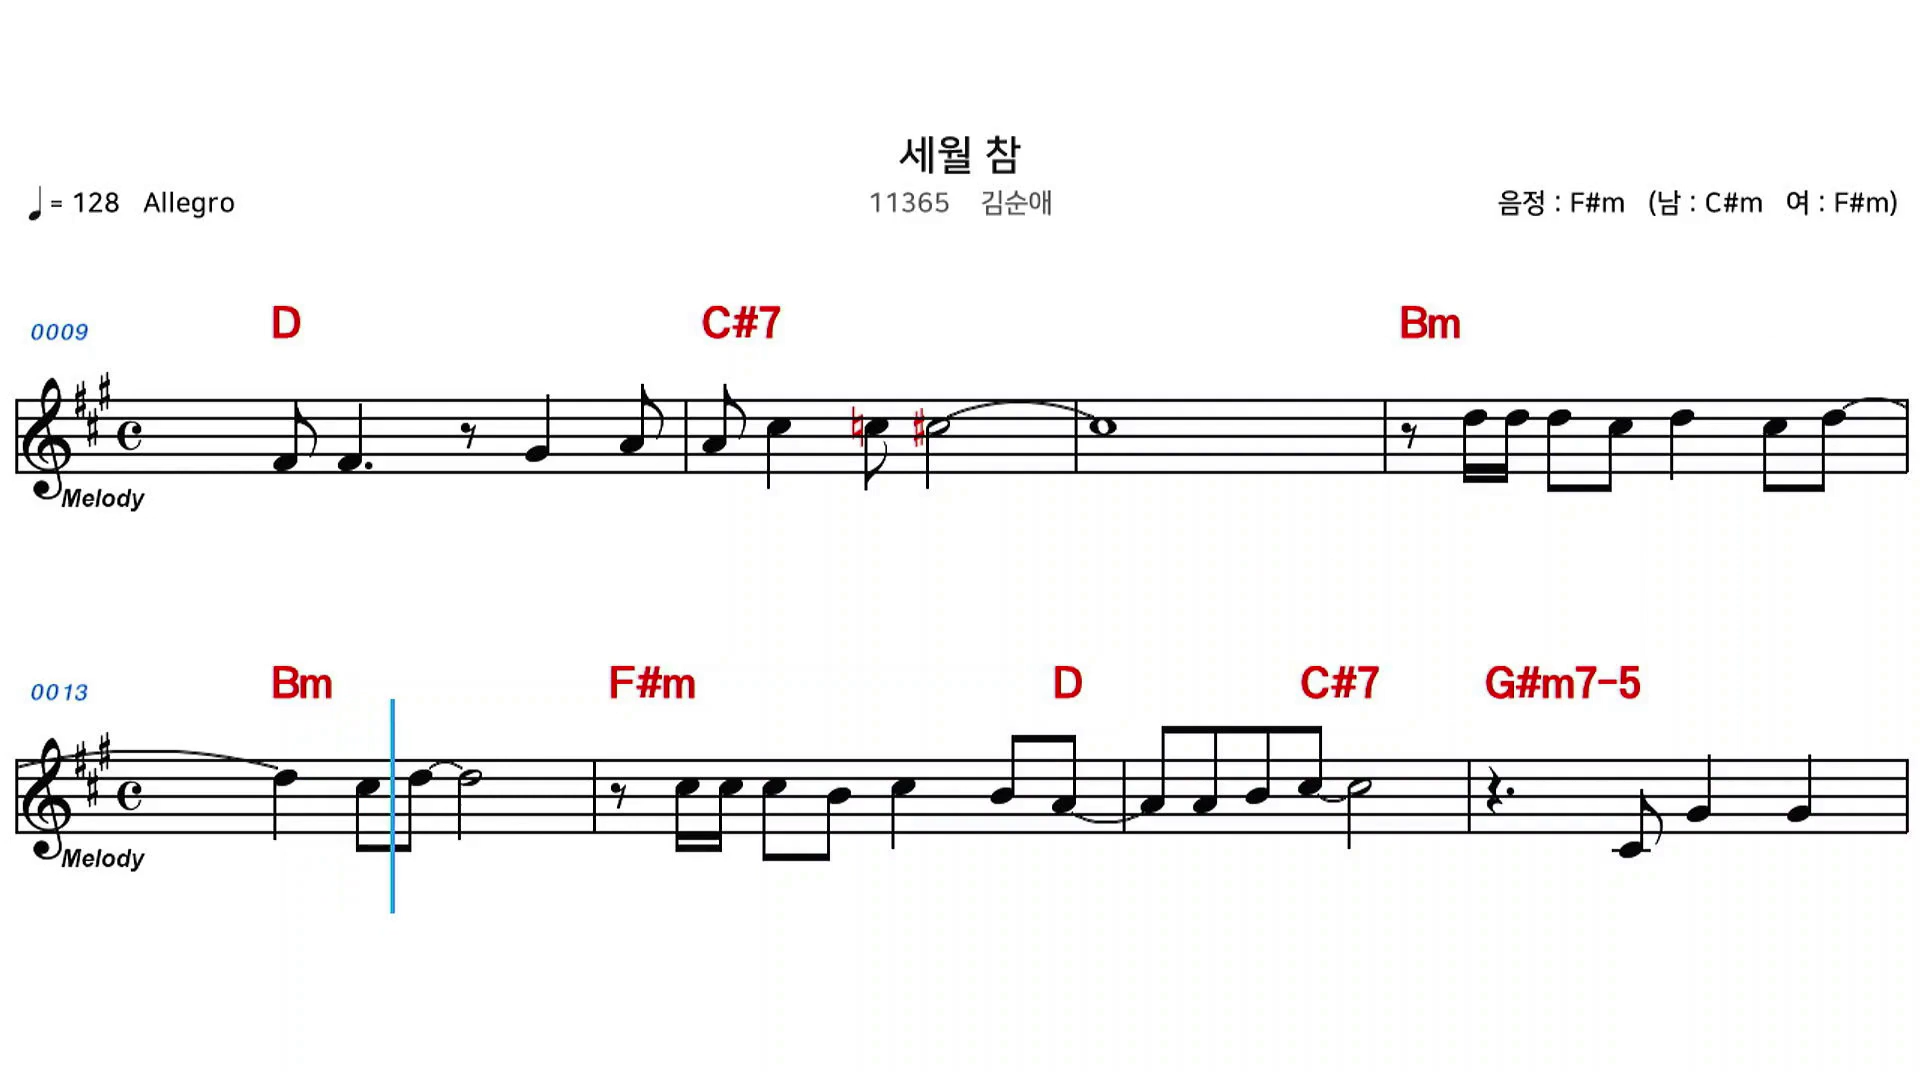 세월 참
♩= 128 Allegro 11365 김순애 음정 : F#m (남 : C#m 여 : F#m)
0009 D C#7 Bm
Melody
0013 Bm F#m D C#7 G#m7-5
Melody